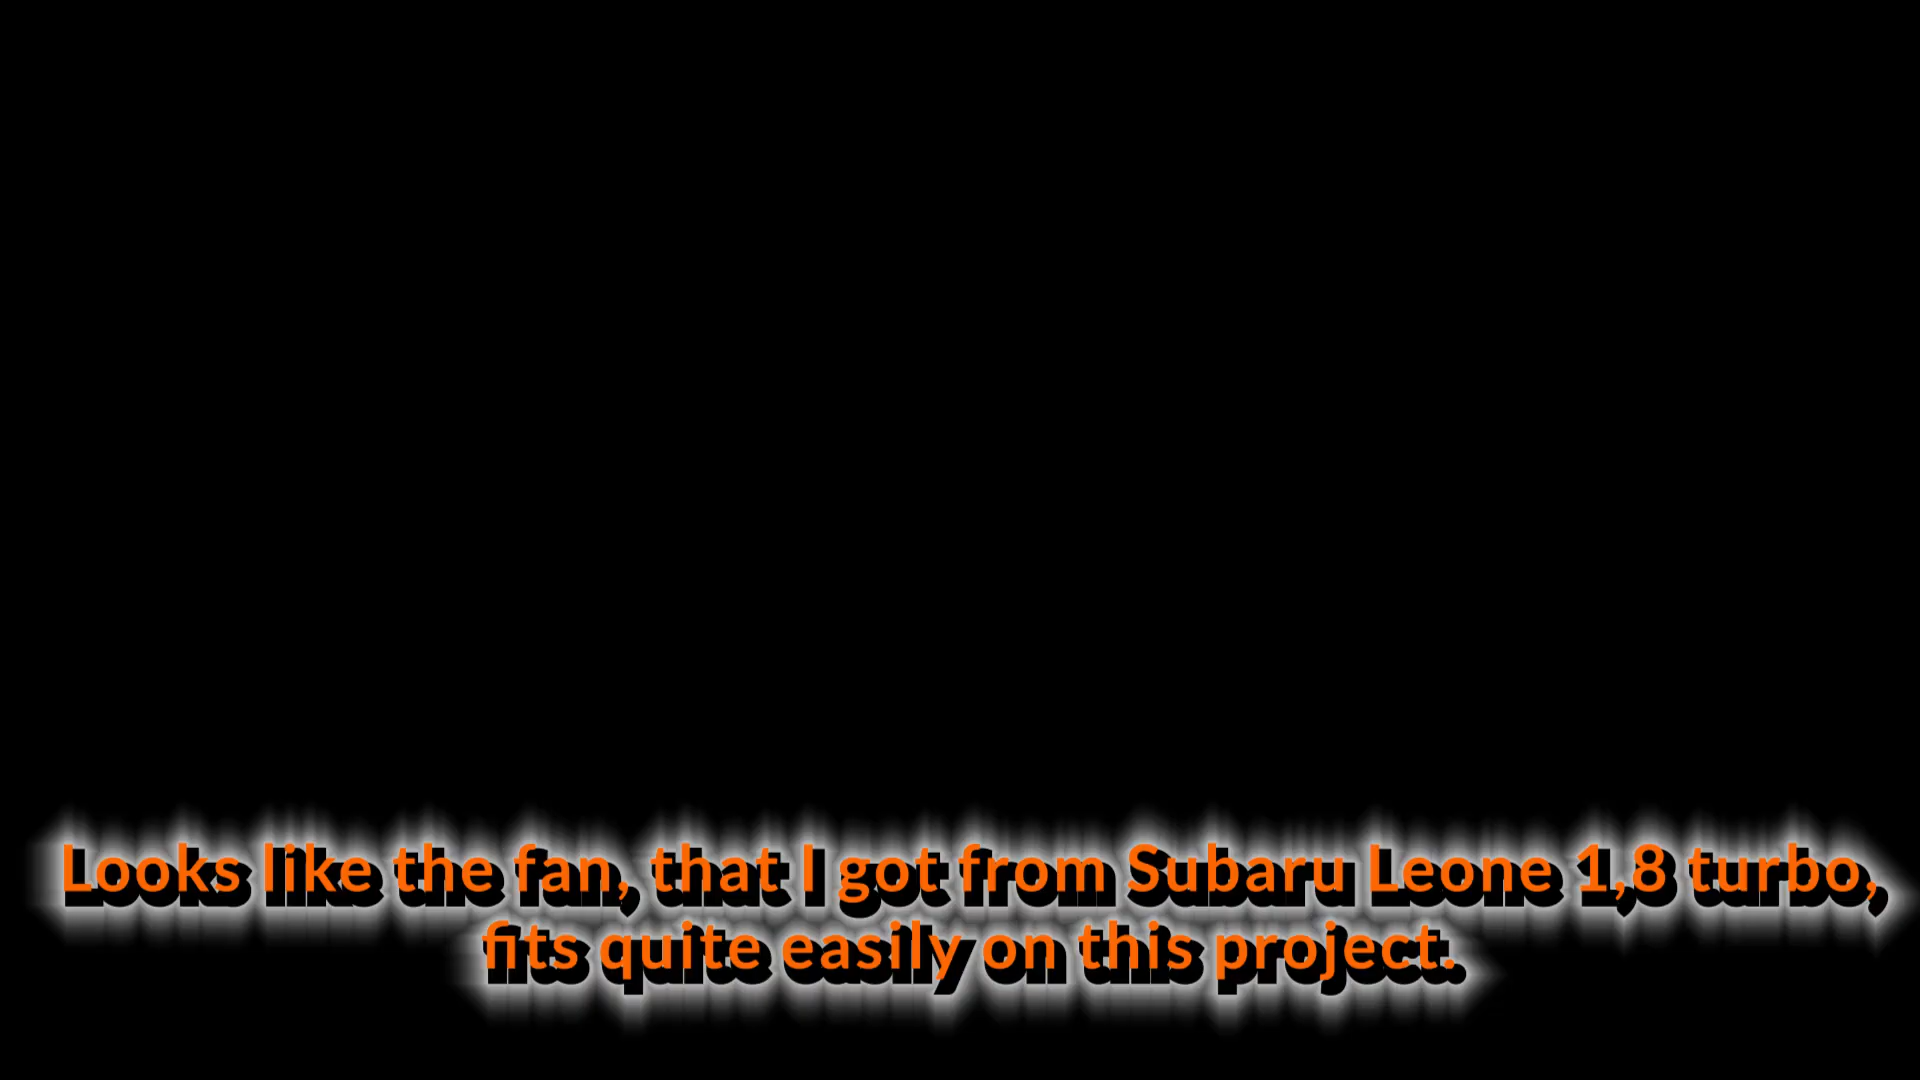 Looks like the fan, that I got from Subaru Leone 1,8 turbo,
fits quite easily on this project.